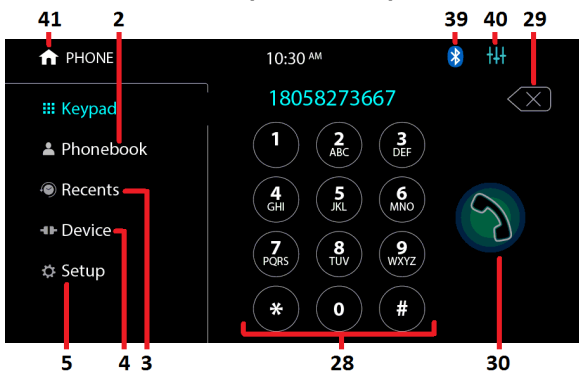 41 2 39 40 29
PHONE 10:30 AM
18058273667
Keypad
Phonebook
Recents
Device
Setup
1 2 ABC 3 DEF
4 GHI 5 JKL 6 MNO
7 PQRS 8 TUV 9 WXYZ
* 0 #
5 4 3 28 30